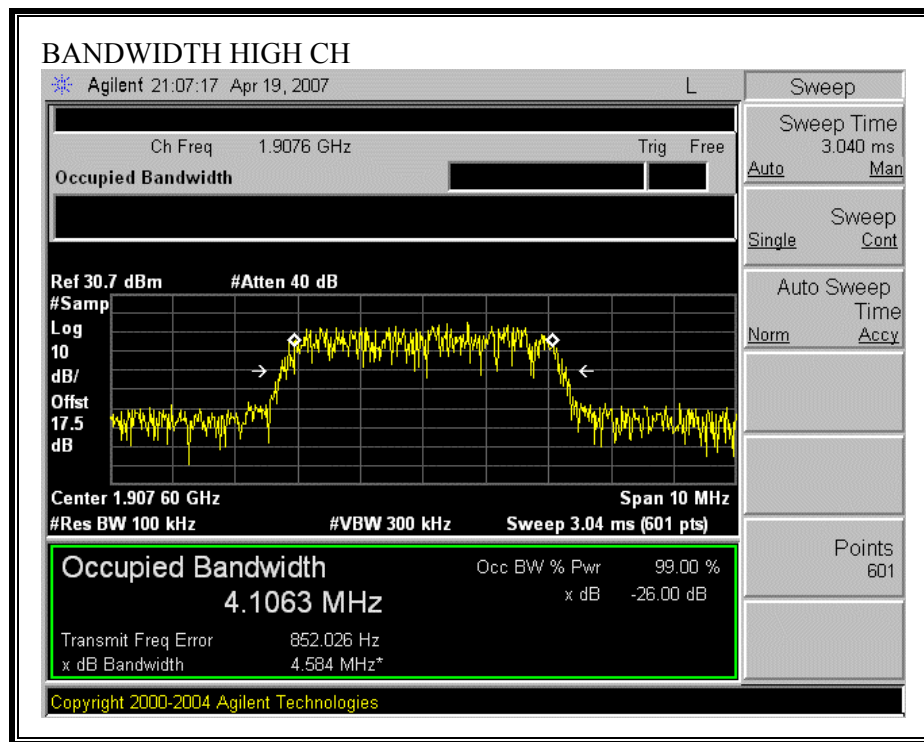 BANDWIDTH HIGH CH
Agilent 21:07:17 Apr 19, 2007 L
Sweep
Ch Freq 1.9076 GHz Trig Free
Occupied Bandwidth
Sweep Time
3.040 ms
Auto Man
Sweep
Single Cont
Auto Sweep
Time
Norm Accy
Points
601
Ref 30.7 dBm #Atten 40 dB
#Samp
Log
10
dB/
Offst
17.5
dB
Center 1.907 60 GHz Span 10 MHz
#Res BW 100 kHz #VBW 300 kHz Sweep 3.04 ms (601 pts)
Occupied Bandwidth Occ BW % Pwr 99.00 %
4.1063 MHz x dB -26.00 dB
Transmit Freq Error 852.026 Hz
x dB Bandwidth 4.584 MHz*
Copyright 2000-2004 Agilent Technologies